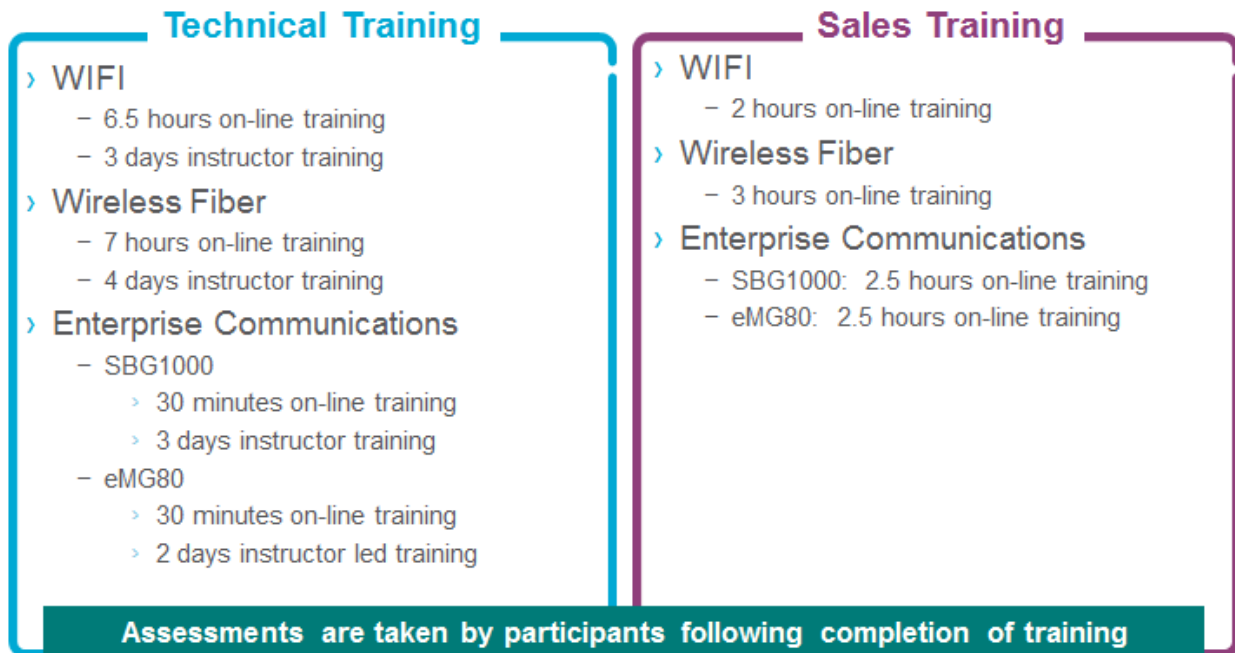 Technical Training
› WIFI
– 6.5 hours on-line training
– 3 days instructor training
› Wireless Fiber
– 7 hours on-line training
– 4 days instructor training
› Enterprise Communications
– SBG1000
› 30 minutes on-line training
› 3 days instructor training
– eMG80
› 30 minutes on-line training
› 2 days instructor led training
Sales Training
› WIFI
– 2 hours on-line training
› Wireless Fiber
– 3 hours on-line training
› Enterprise Communications
– SBG1000: 2.5 hours on-line training
– eMG80: 2.5 hours on-line training
Assessments are taken by participants following completion of training